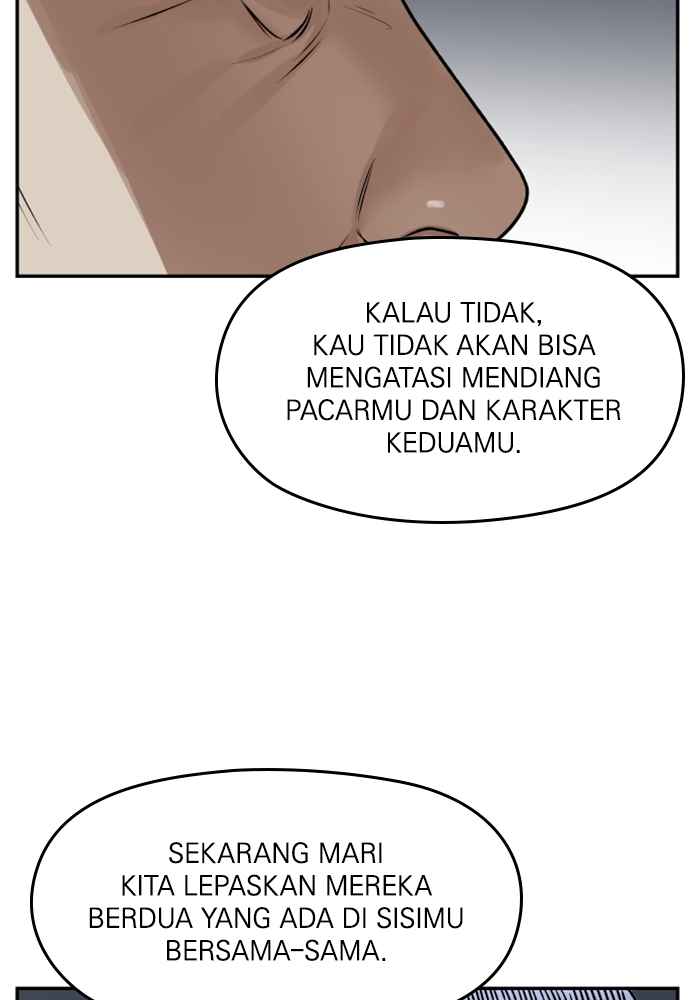 KALAU TIDAK,
KAU TIDAK AKAN BISA
MENGATASI MENDIANG
PACARMU DAN KARAKTER
KEDUAMU.
SEKARANG MARI
KITA LEPASKAN MEREKA
BERDUA YANG ADA DI SISIMU
BERSAMA-SAMA.